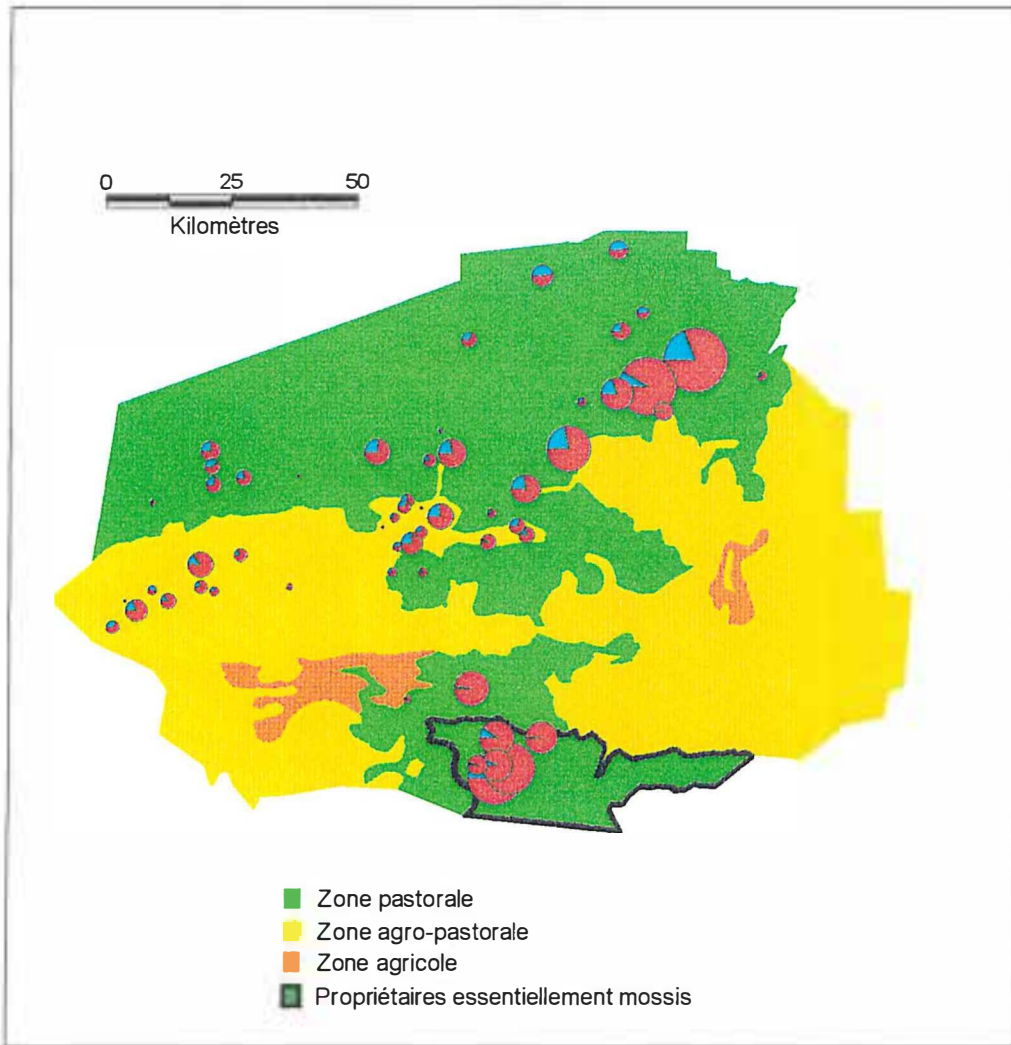 0 25 50
Kilomètres
Zone pastorale
Zone agro-pastorale
Zone agricole
Propriétaires essentiellement mossis